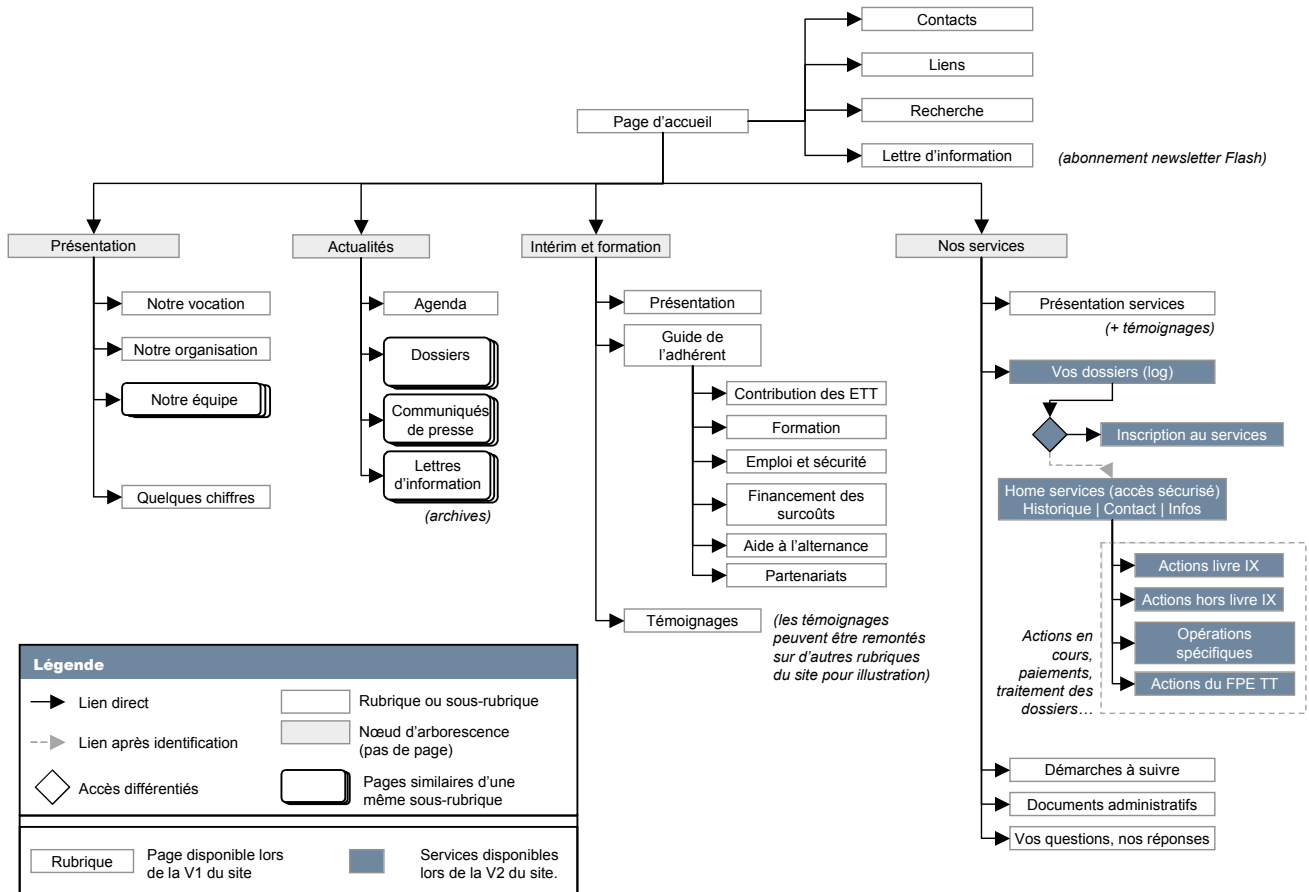 Contacts
Liens
Page d'accueil
Recherche
Lettre d'information
(abonnement newsletter Flash)
Présentation
Actualités
Intérim et formation
Nos services
Notre vocation
Notre organisation
Notre équipe
Quelques chiffres
Agenda
Dossiers
Communiqués
de presse
Lettres
d'information
(archives)
Présentation
Guide de
l'adhérent
Contribution des ETT
Formation
Emploi et sécurité
Financement des
surcoûts
Aide à l'alternance
Partenariats
Témoignages
(les témoignages
peuvent être remontés
sur d'autres rubriques
du site pour illustration)
Présentation services
(+ témoignages)
Vos dossiers (log)
Inscription au services
Home services (accès sécurisé)
Historique | Contact | Infos
Actions livre IX
Actions hors livre IX
Opérations
spécifiques
Actions du FPE TT
Actions en
cours,
paiements,
traitement des
dossiers…
Démarches à suivre
Documents administratifs
Vos questions, nos réponses
Légende
Lien direct
Rubrique ou sous-rubrique
Lien après identification
Nœud d'arborescence
(pas de page)
Accès différentiés
Pages similaires d'une
même sous-rubrique
Rubrique
Page disponible lors
de la V1 du site
Services disponibles
lors de la V2 du site.